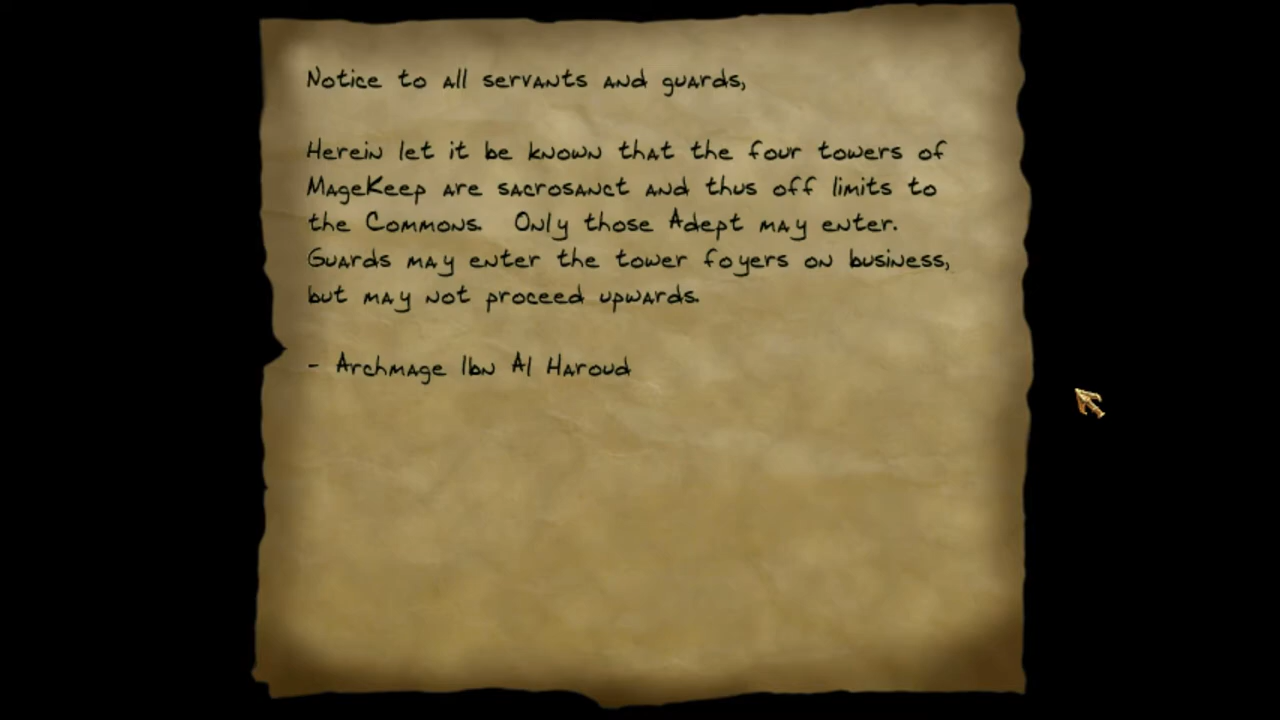 Notice to all servants and guards,
Herein let it be known that the four towers of
MageKeep are sacrosanct and thus off limits to
the Commons. Only those Adept may enter.
Guards may enter the tower foyers on business,
but may not proceed upwards.
- Archmage Ibn Al Haroud